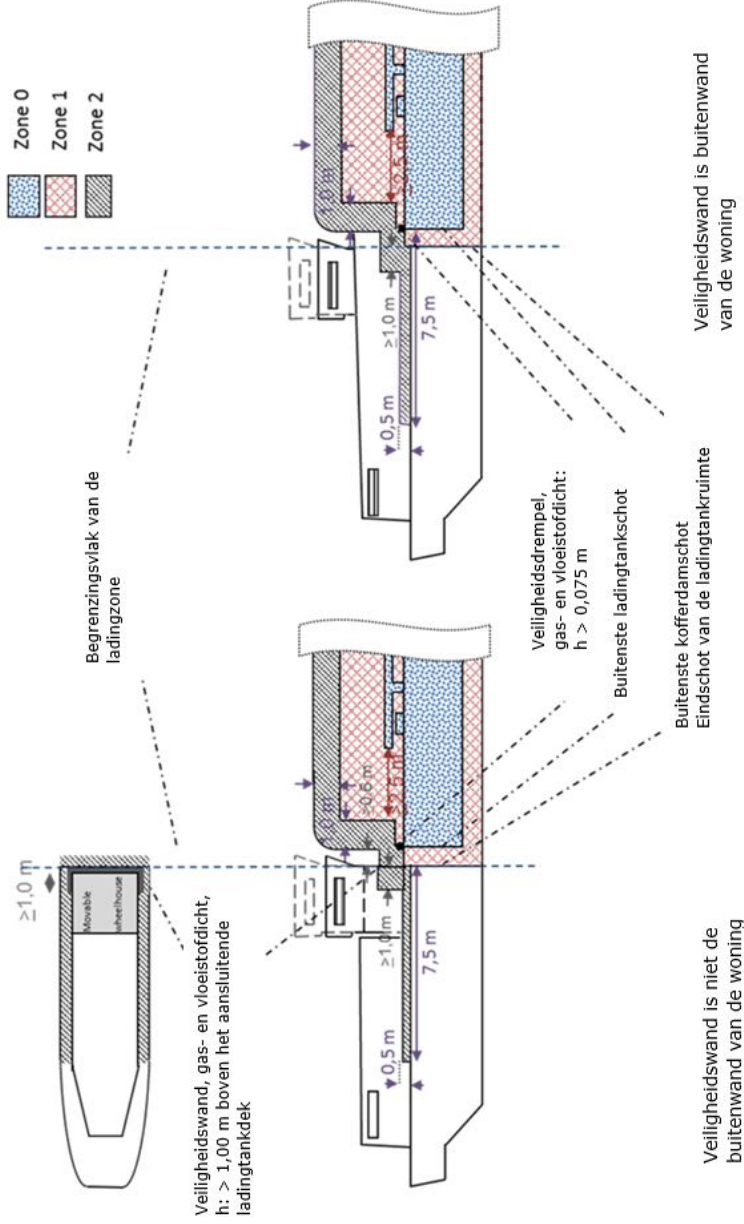 Zone 0
Zone 1
Zone 2
≥1,0 m
Movable
wheelhouse
Begrenzingsvlak van de
ladingzone
Veiligheidswand, gas- en vloeistofdicht,
h: > 1,00 m boven het aansluitende
ladingtankdek
1,0 m
≥0,6 m
≥2,5 m
≥1,0 m
0,5 m
7,5 m
1,0 m
≥2,5 m
≥1,0 m
0,5 m
7,5 m
Veiligheidsdrempel,
gas- en vloeistofdicht:
h > 0,075 m
Buitenste ladingtankschot
Buitenste kofferdamschot
Eindschot van de ladingtankruimte
Veiligheidswand is niet de
buitenwand van de woning
Veiligheidswand is buitenwand
van de woning